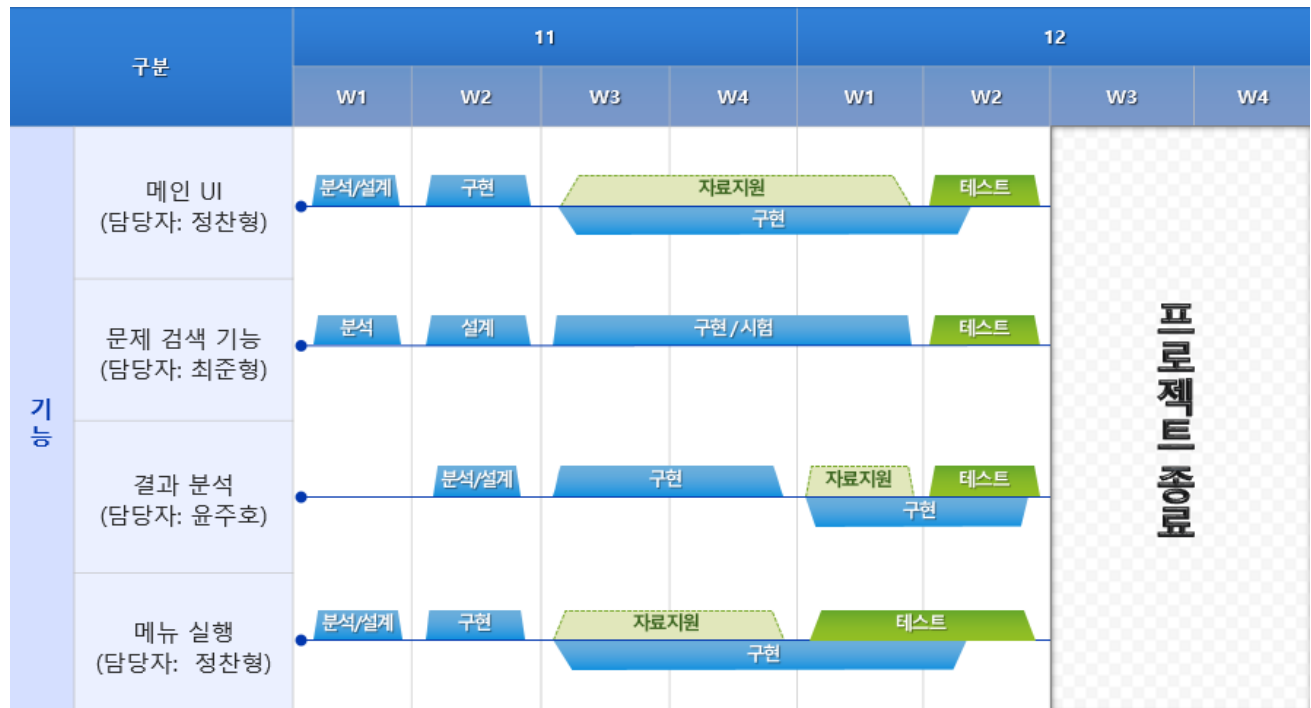 구분
11
12
W1
W2
W3
W4
W1
W2
W3
W4
기
능
메인 UI
(담당자: 정찬형)
분석/설계
구현
자료지원
테스트
구현
문제 검색 기능
(담당자: 최준형)
분석
설계
구현 / 시험
테스트
결과 분석
(담당자: 윤주호)
분석/설계
구현
자료지원
테스트
구현
메뉴 실행
(담당자: 정찬형)
분석/설계
구현
자료지원
테스트
구현
프로젝트 종료